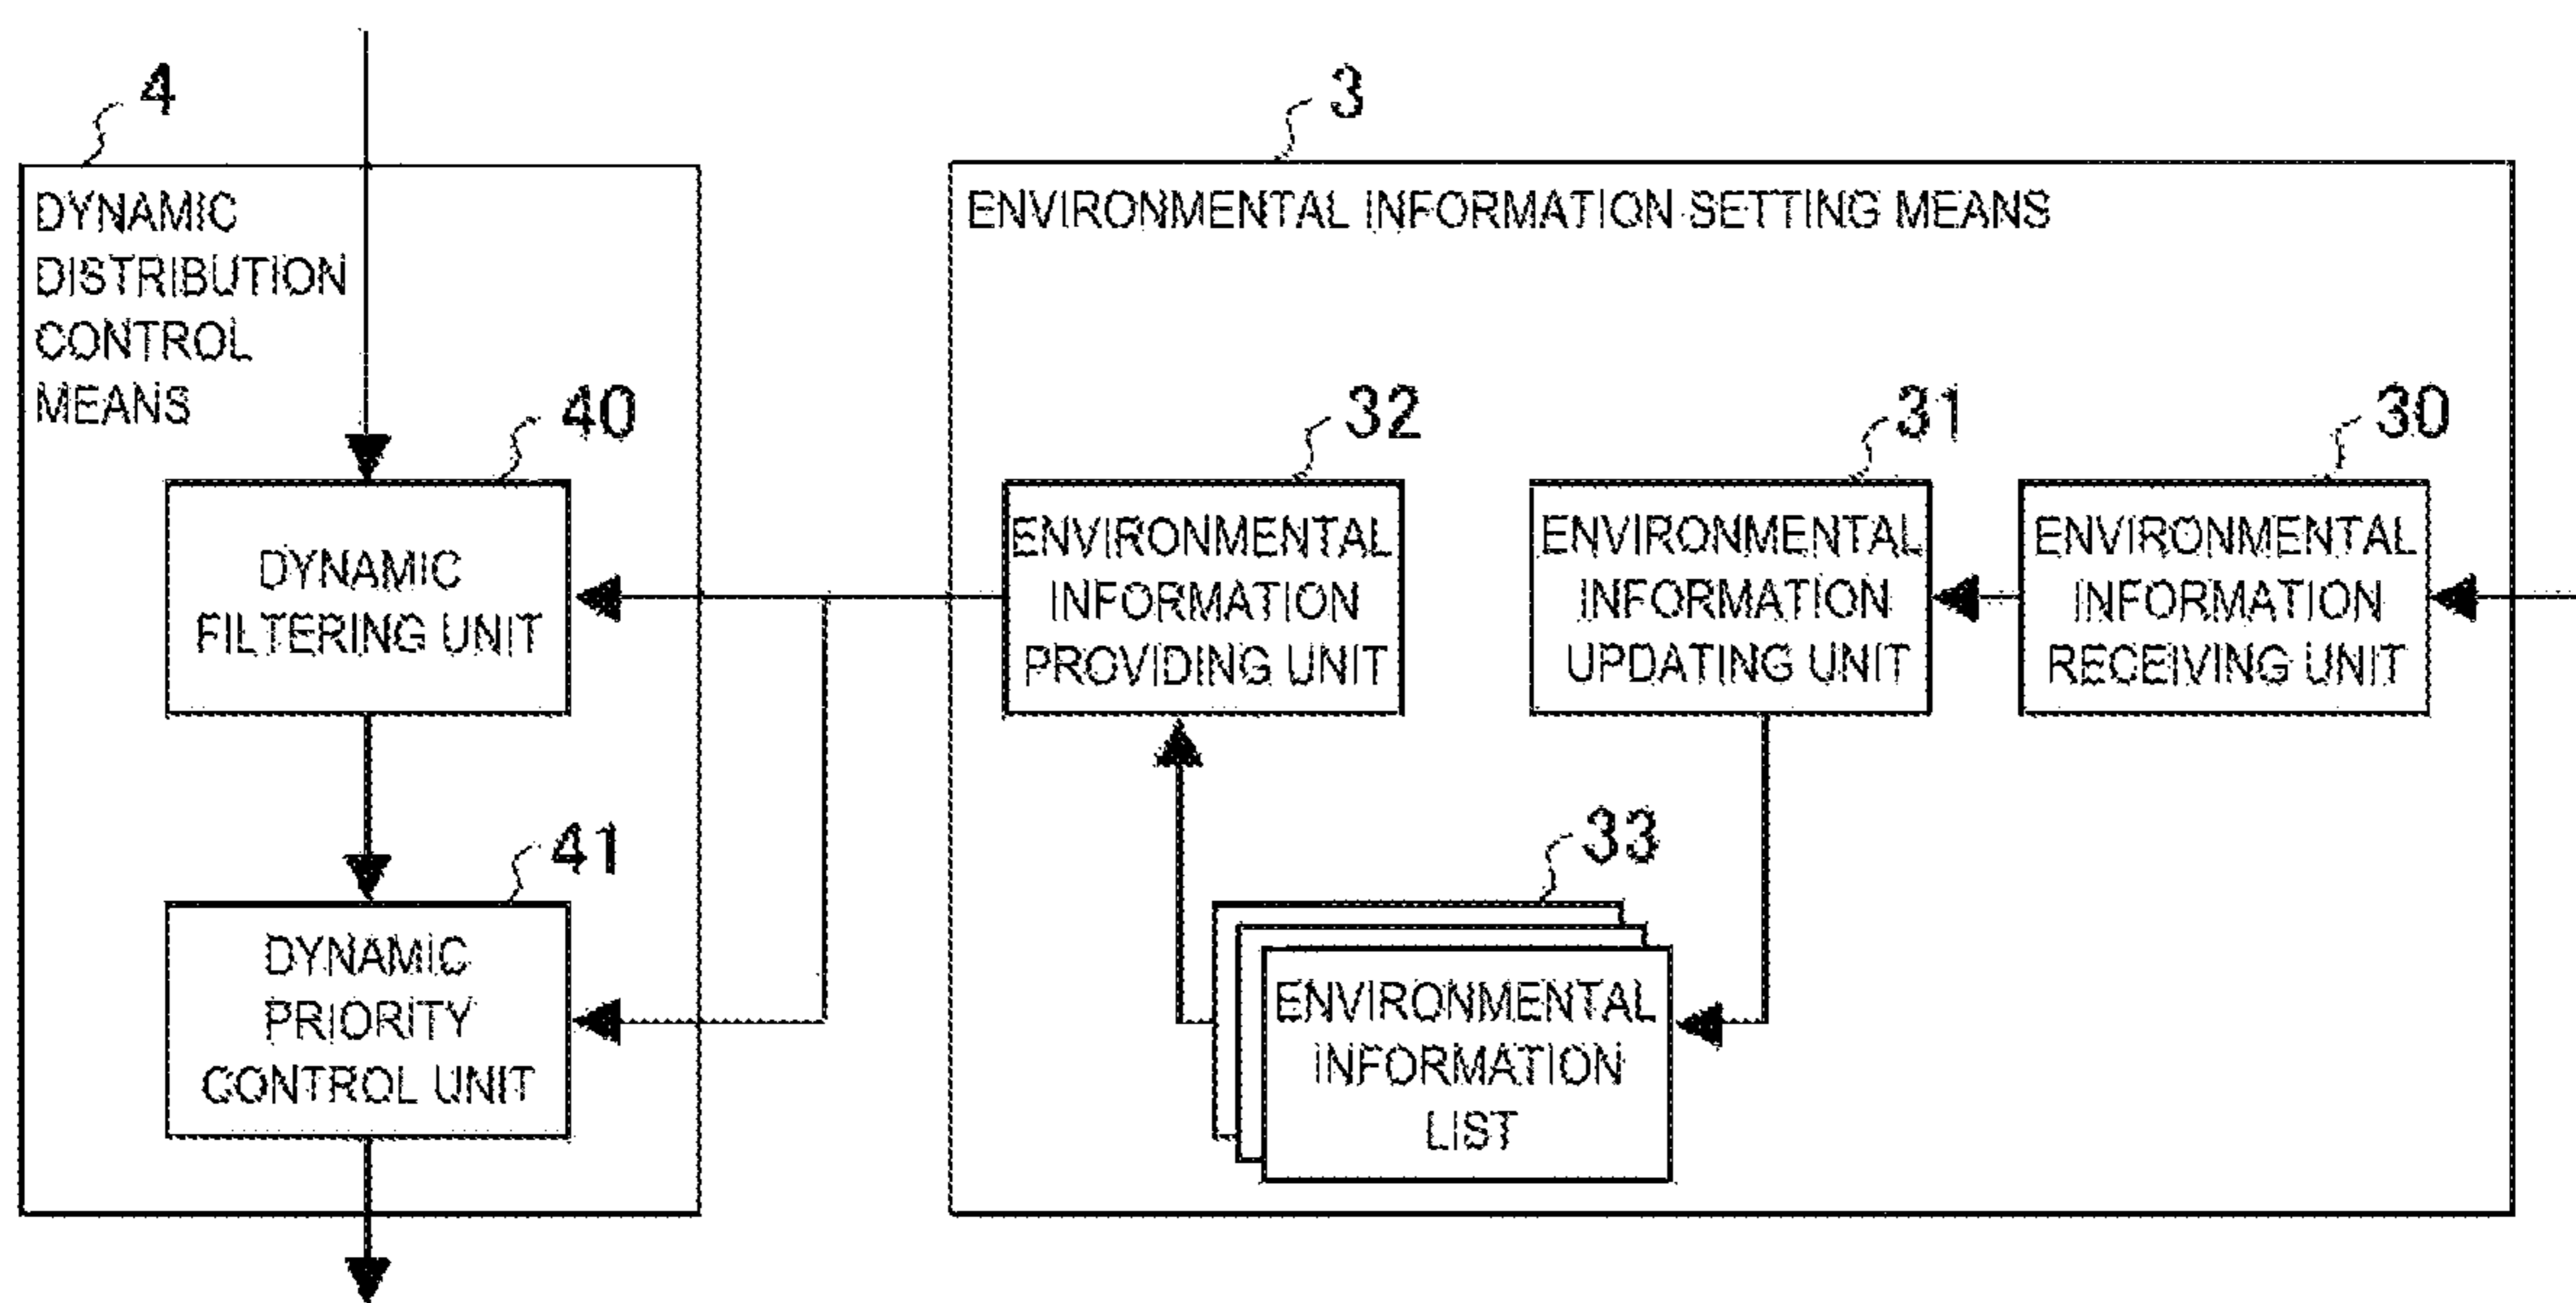 4
3
DYNAMIC
DISTRIBUTION
CONTROL
MEANS
ENVIRONMENTAL INFORMATION SETTING MEANS
40
32
31
30
DYNAMIC
FILTERING UNIT
ENVIRONMENTAL
INFORMATION
PROVIDING UNIT
ENVIRONMENTAL
INFORMATION
UPDATING UNIT
ENVIRONMENTAL
INFORMATION
RECEIVING UNIT
41
33
DYNAMIC
PRIORITY
CONTROL UNIT
ENVIRONMENTAL
INFORMATION
LIST